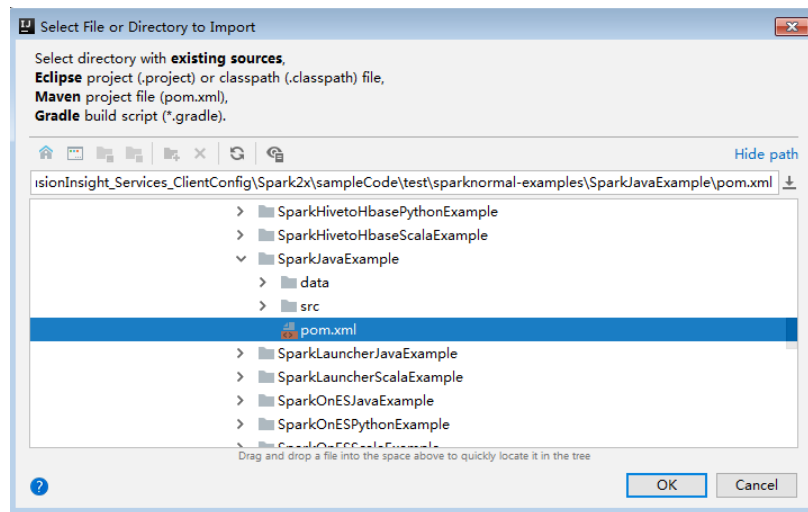 Select File or Directory to Import
Select directory with existing sources,
Eclipse project (.project) or classpath (.classpath) file,
Maven project file (pom.xml),
Gradle build script (*.gradle).
Hide path
ısionInsight_Services_ClientConfig\Spark2x\sampleCode\test\sparknormal-examples\SparkJavaExample\pom.xml
SparkHivetoHbasePythonExample
SparkHivetoHbaseScalaExample
SparkJavaExample
data
src
pom.xml
SparkLauncherJavaExample
SparkLauncherScalaExample
SparkOnESJavaExample
SparkOnESPythonExample
SparkOnESScalaExample
Drag and drop a file into the space above to quickly locate it in the tree
?
OK Cancel